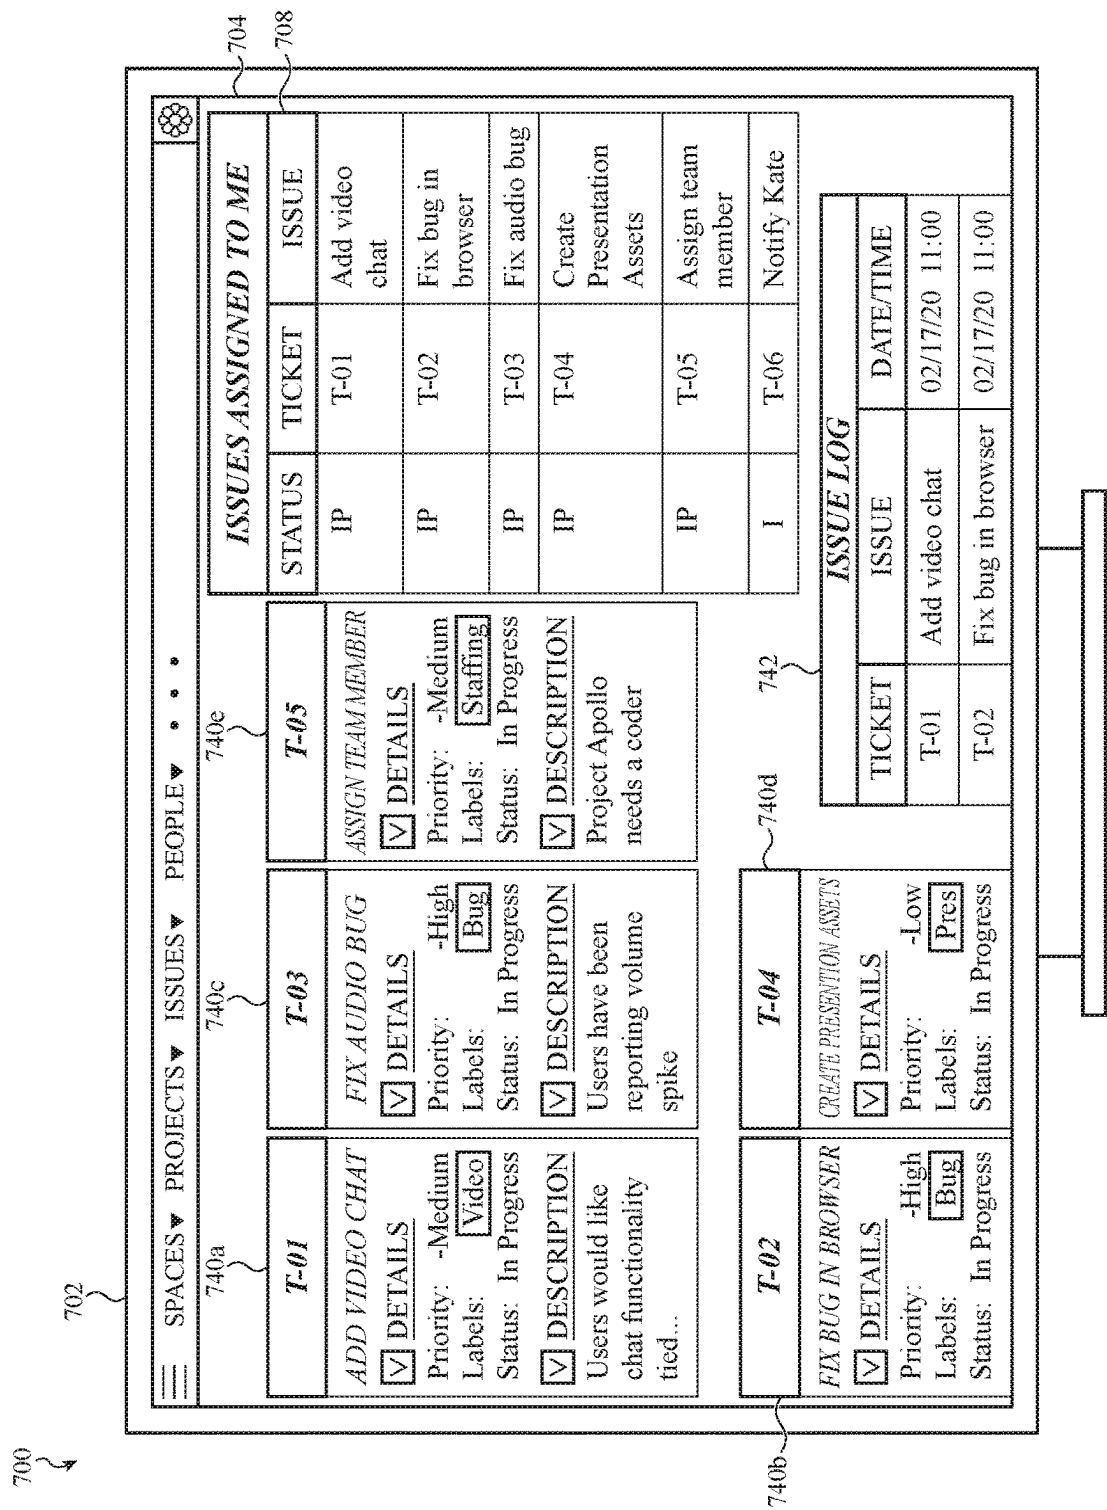 700
702
704
708
SPACES▾ PROJECTS▾ ISSUES▾ PEOPLE▾ • • •
740a
T-01
ADD VIDEO CHAT
V DETAILS
Priority: -Medium
Labels: Video
Status: In Progress
V DESCRIPTION
Users would like
chat functionality
tied...
740c
T-03
FIX AUDIO BUG
V DETAILS
Priority: -High
Labels: Bug
Status: In Progress
V DESCRIPTION
Users have been
reporting volume
spike
740e
T-05
ASSIGN TEAM MEMBER
V DETAILS
Priority: -Medium
Labels: Staffing
Status: In Progress
V DESCRIPTION
Project Apollo
needs a coder
ISSUES ASSIGNED TO ME
STATUS TICKET ISSUE
IP T-01 Add video
chat
IP T-02 Fix bug in
browser
IP T-03 Fix audio bug
IP T-04 Create
Presentation
Assets
IP T-05 Assign team
member
I T-06 Notify Kate
740b
T-02
FIX BUG IN BROWSER
V DETAILS
Priority: -High
Labels: Bug
Status: In Progress
740d
T-04
CREATE PRESENTION ASSETS
V DETAILS
Priority: -Low
Labels: Pres
Status: In Progress
742
ISSUE LOG
TICKET ISSUE DATE/TIME
T-01 Add video chat 02/17/20 11:00
T-02 Fix bug in browser 02/17/20 11:00